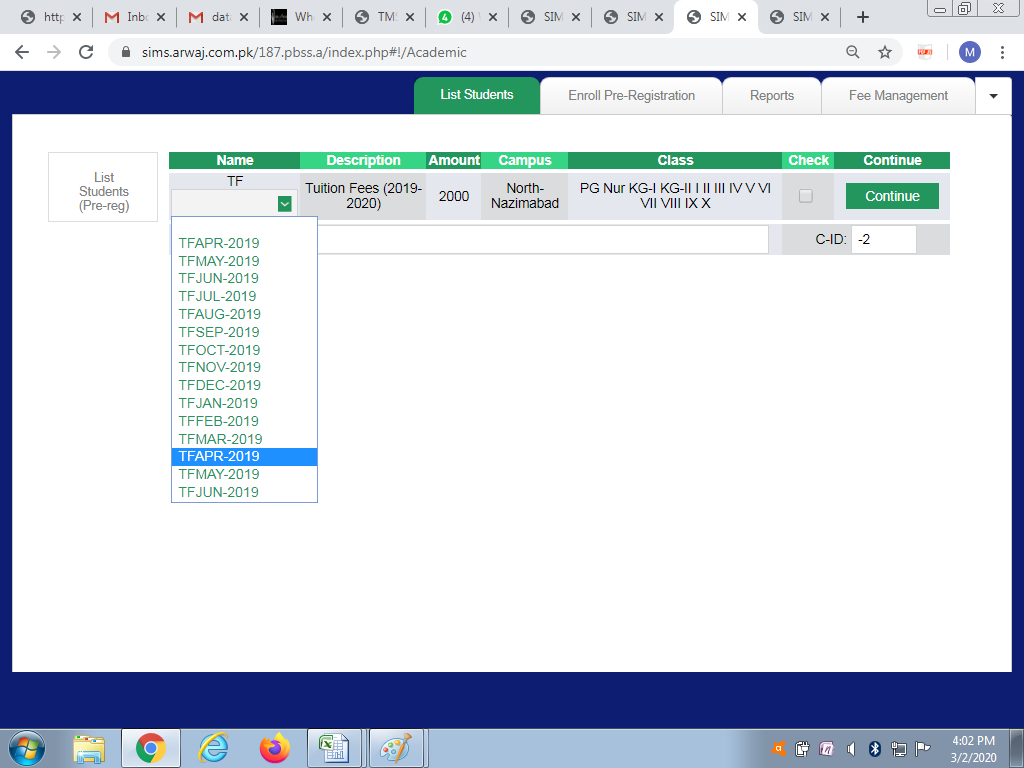 http
Inbo
data
Wh
TMS
4
(4)
SIM
SIM
SIM
SIM
sims.arwaj.com.pk/187.pbss.a/index.php#!/Academic
M
List Students
Enroll Pre-Registration
Reports
Fee Management
List
Students
(Pre-reg)
Name Description Amount Campus Class Check Continue
TF
Tuition Fees (2019-
2020)
2000
North-
Nazimabad
PG Nur KG-I KG-II I II III IV V VI
VII VIII IX X
Continue
C-ID: -2
TFAPR-2019
TFMAY-2019
TFJUN-2019
TFJUL-2019
TFAUG-2019
TFSEP-2019
TFOCT-2019
TFNOV-2019
TFDEC-2019
TFJAN-2019
TFFEB-2019
TFMAR-2019
TFAPR-2019
TFMAY-2019
TFJUN-2019
4:02 PM
3/2/2020